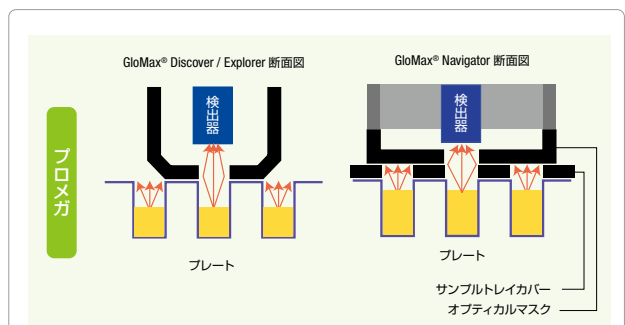 GloMax® Discover / Explorer 断面図
GloMax® Navigator 断面図
検出器
検出器
プロメガ
プレート
プレート
サンプルトレイカバー
オプティカルマスク